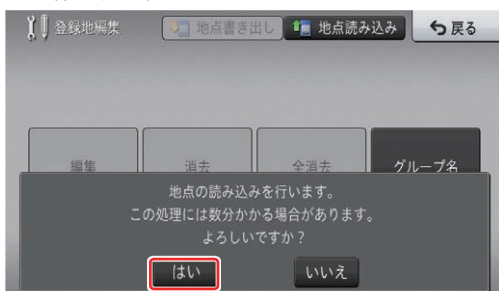 登録地編集
地点書き出し
地点読み込み
戻る
編集
消去
全消去
グループ名
地点の読み込みを行います。
この処理には数分かかる場合があります。
よろしいですか？
はい
いいえ